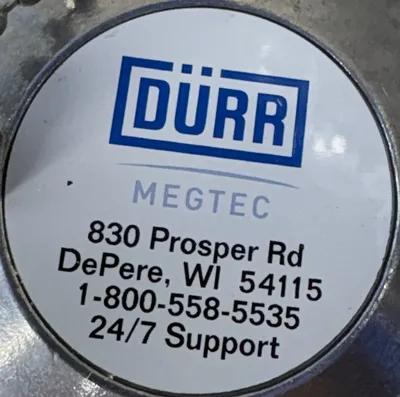 DÜRR
MEGTEC
830 Prosper Rd
DePere, WI 54115
1-800-558-5535
24/7 Support